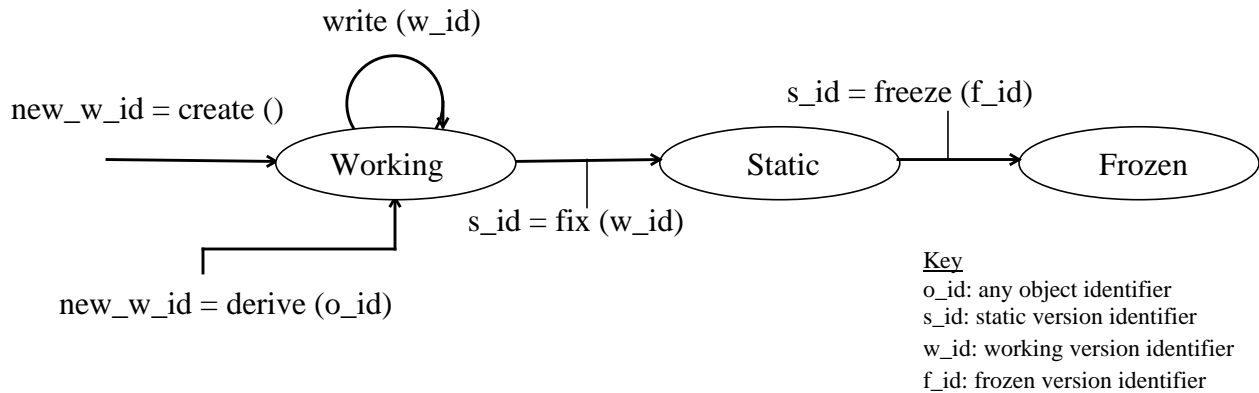 write (w_id)
new_w_id = create ()
s_id = freeze (f_id)
Working
Static
Frozen
s_id = fix (w_id)
new_w_id = derive (o_id)
Key
o_id: any object identifier
s_id: static version identifier
w_id: working version identifier
f_id: frozen version identifier